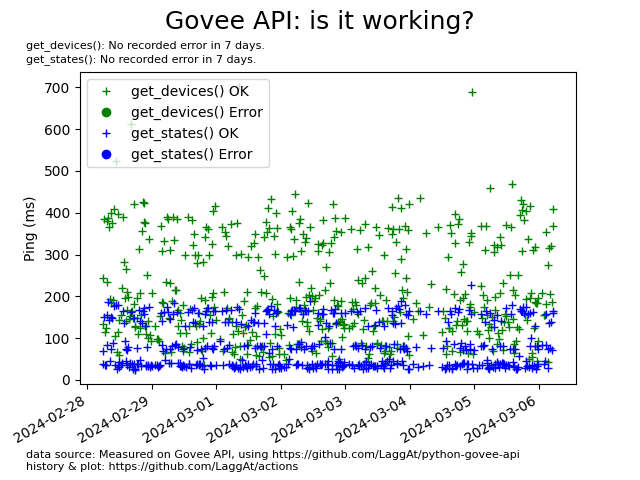 Govee API: is it working?
get_devices(): No recorded error in 7 days.
get_states(): No recorded error in 7 days.
get_devices() OK
get_devices() Error
get_states() OK
get_states() Error
Ping (ms)
700
600
500
400
300
200
100
0
2024-02-28
2024-02-29
2024-03-01
2024-03-02
2024-03-03
2024-03-04
2024-03-05
2024-03-06
data source: Measured on Govee API, using https://github.com/LaggAt/python-govee-api
history & plot: https://github.com/LaggAt/actions